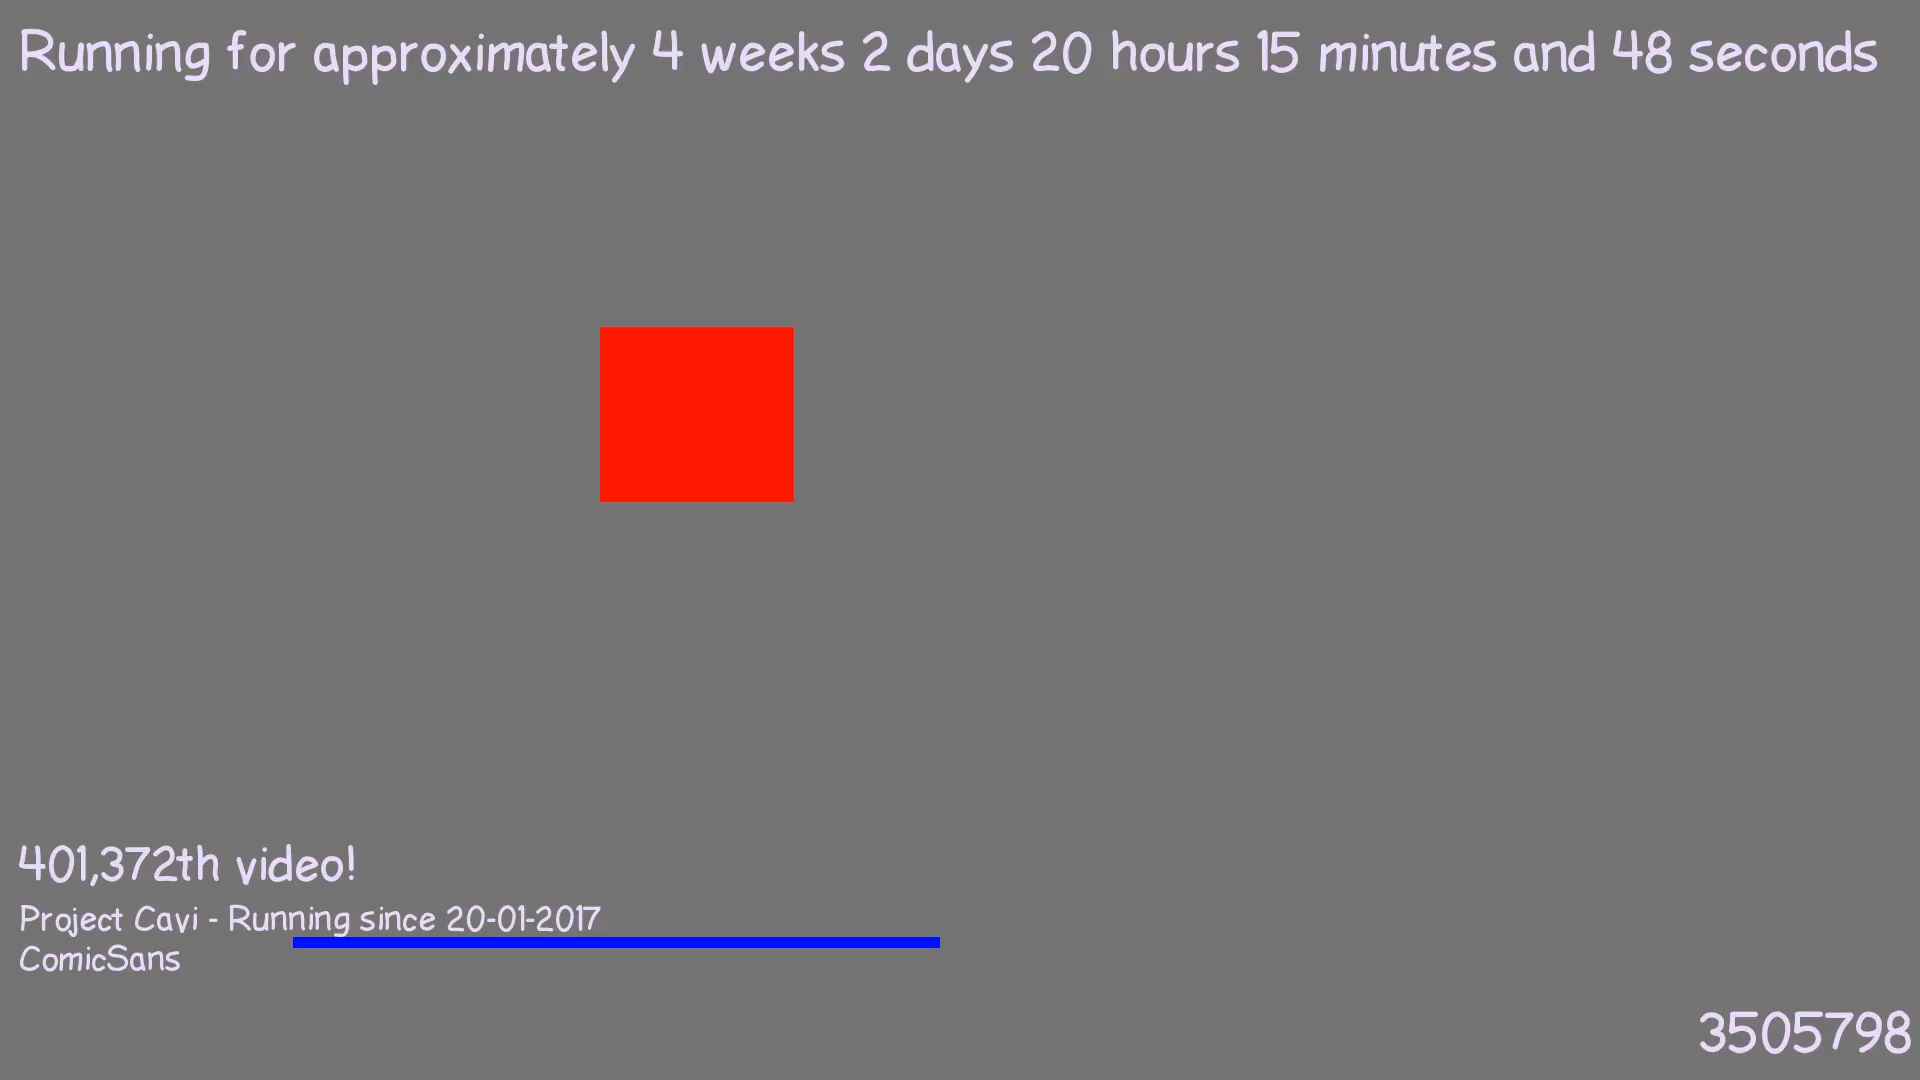 Running for approximately 4 weeks 2 days 20 hours 15 minutes and 48 seconds
401,372th video!
Project Cavi - Running since 20-01-2017
ComicSans
3505798